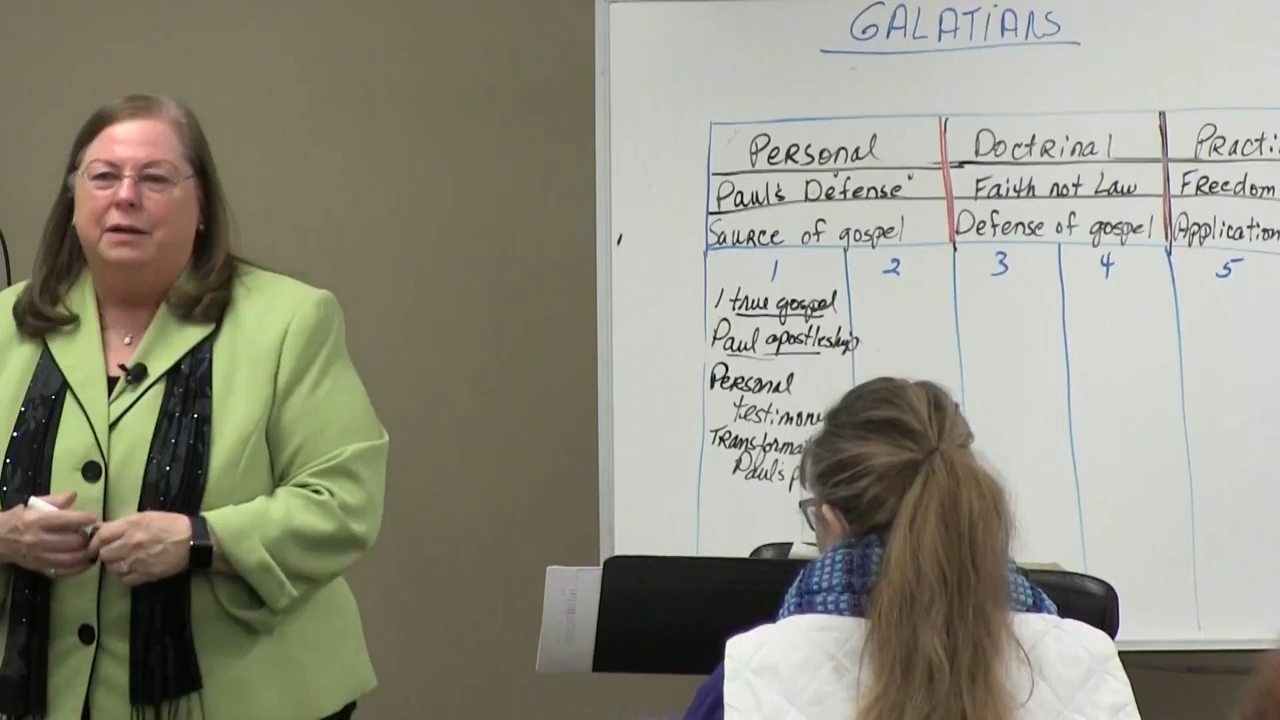 GALATIANS
Personal Doctrinal Practi
Paul's Defense" Faith not Law Freedom
Source of gospel Defense of gospel Application
1 2 3 4 5
1 true gospel
Paul apostleship
Personal
testimony
Transforma
Paul's p